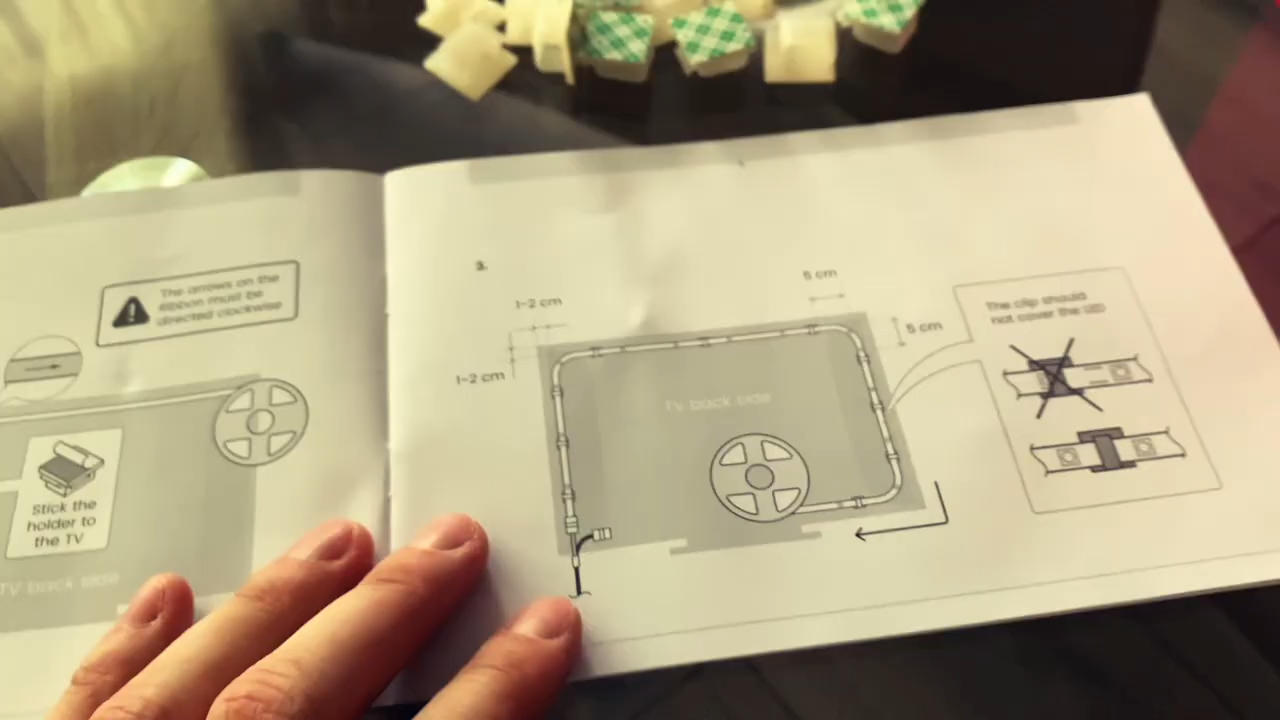 The arrows on the
ribbon must be
directed clockwise
Stick the
holder to
the TV
TV back side
3.
1-2 cm
1-2 cm
5 cm
5 cm
TV back side
The clip should
not cover the LED